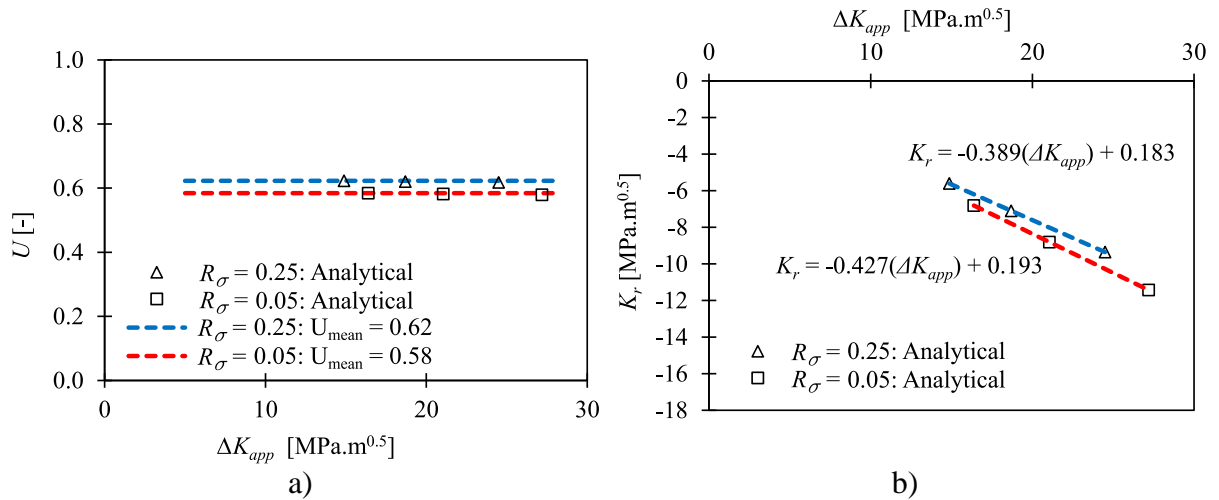 1.0
0.8
0.6
0.4
0.2
0.0
U [-]
R_σ = 0.25: Analytical
R_σ = 0.05: Analytical
R_σ = 0.25: U_mean = 0.62
R_σ = 0.05: U_mean = 0.58
0 10 20 30
ΔK_app [MPa.m^0.5]
a)
ΔK_app [MPa.m^0.5]
0 10 20 30
0
-2
-4
-6
-8
-10
-12
-14
-16
-18
K_r [MPa.m^0.5]
K_r = -0.389(ΔK_app) + 0.183
K_r = -0.427(ΔK_app) + 0.193
R_σ = 0.25: Analytical
R_σ = 0.05: Analytical
b)